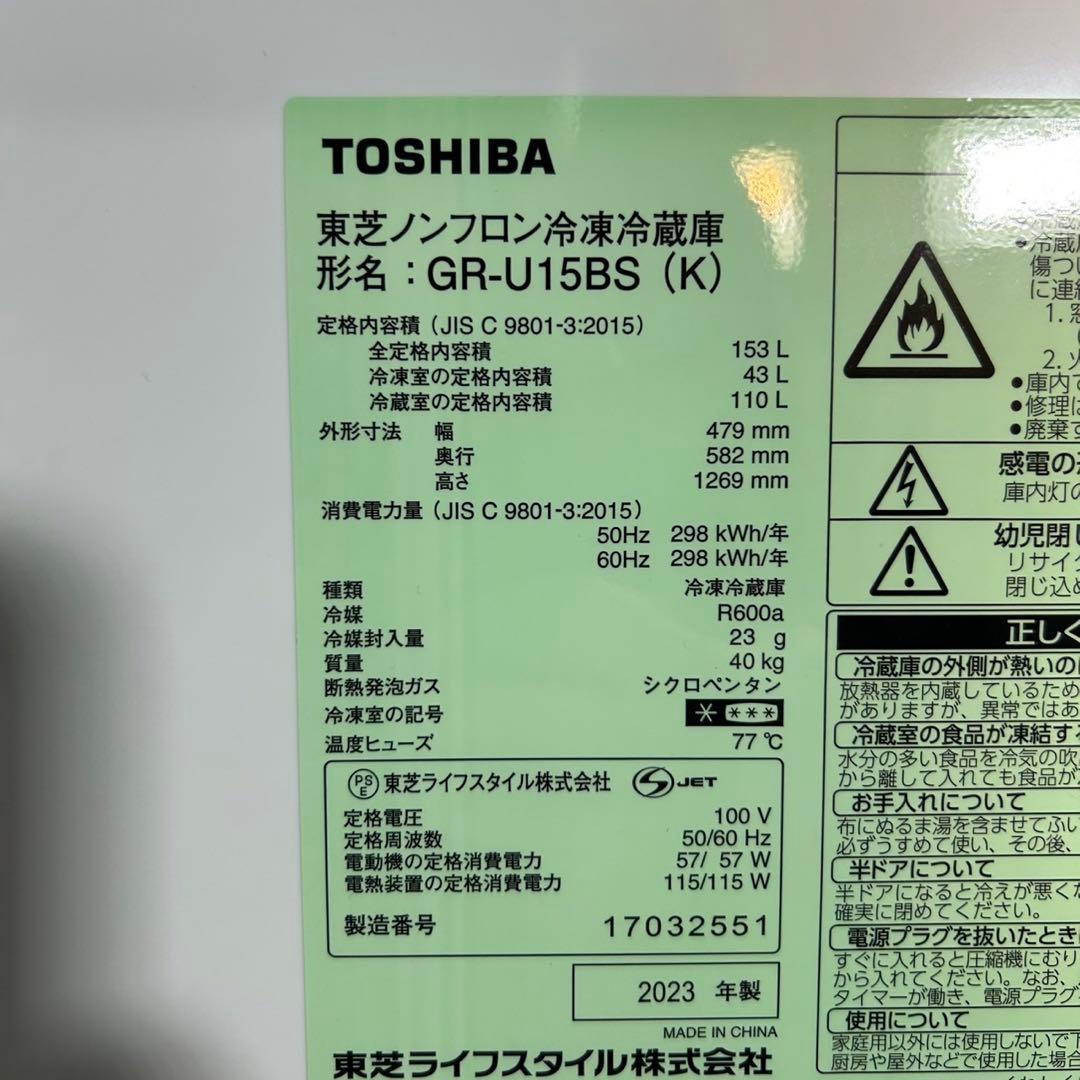 TOSHIBA
東芝ノンフロン冷凍冷蔵庫
形名：GR-U15BS（K）
定格内容積（JIS C 9801-3:2015）
全定格内容積 153 L
冷凍室の定格内容積 43 L
冷蔵室の定格内容積 110 L
外形寸法 幅 479 mm
奥行 582 mm
高さ 1269 mm
消費電力量（JIS C 9801-3:2015）
50Hz 298 kWh/年
60Hz 298 kWh/年
種類 冷凍冷蔵庫
冷媒 R600a
冷媒封入量 23 g
質量 40 kg
断熱発泡ガス シクロペンタン
冷凍室の記号
温度ヒューズ 77 ℃
PSE 東芝ライフスタイル株式会社 S JET
定格電圧 100 V
定格周波数 50/60 Hz
電動機の定格消費電力 57/ 57 W
電熱装置の定格消費電力 115/115 W
製造番号 17032551
2023 年製
MADE IN CHINA
東芝ライフスタイル株式会社
●冷蔵
傷つ
に連絡
1.
2.
●庫内
●修理
●廃棄
感電の
庫内灯の
幼児閉じ
リサイ
閉じ込め
正しく
冷蔵庫の外側が熱いの
放熱器を内蔵しているため
がありますが、異常ではあ
冷蔵室の食品が凍結する
水分の多い食品を冷気の吹
から離して入れても食品が
お手入れについて
布にぬるま湯を含ませてふい
必ずうすめて使い、その後、
半ドアについて
半ドアになると冷えが悪くな
確実に閉めてください。
電源プラグを抜いたとき
すぐに入れると圧縮機にむり
から入れてください。なお、
タイマーが働き、電源プラグ
使用について
家庭用以外には使用しないで下
厨房や屋外などで使用した場合